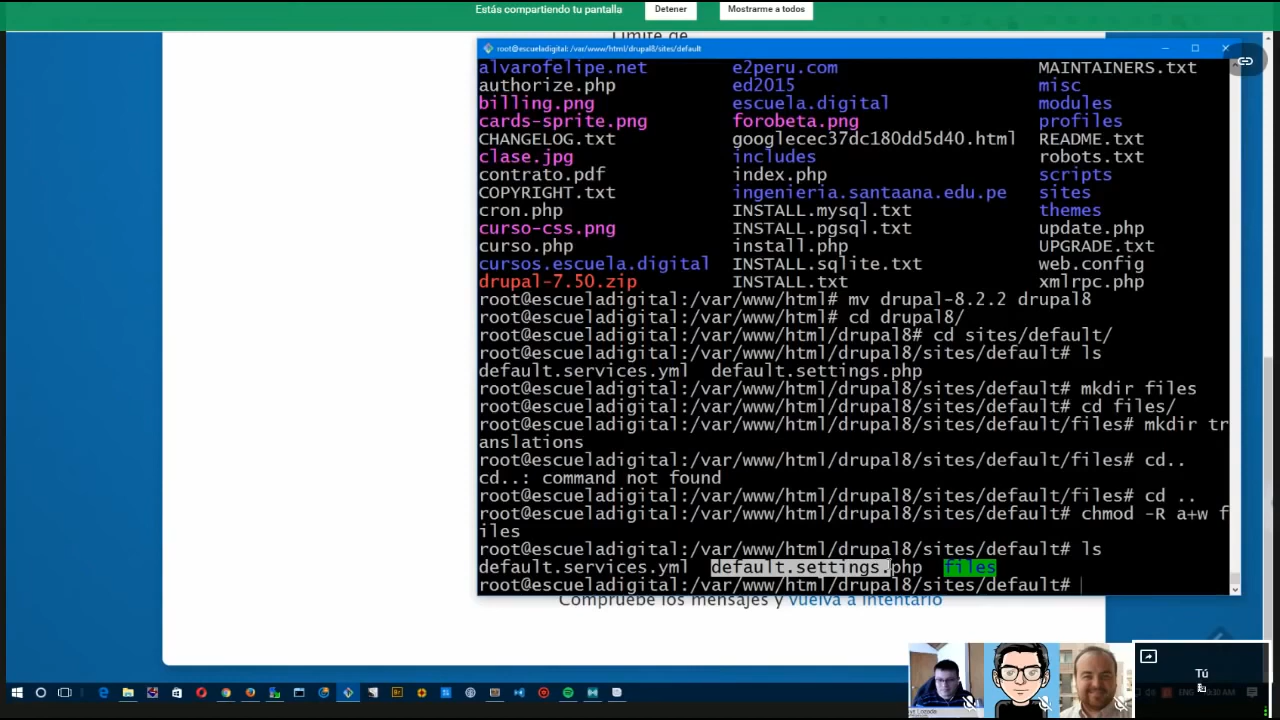 Estás compartiendo tu pantalla
Detener
Mostrarme a todos
Límite de
root@escueladigital: /var/www/html/drupal8/sites/default
alvarofelipe.net e2peru.com MAINTAINERS.txt
authorize.php ed2015 misc
billing.png escuela.digital modules
cards-sprite.png forobeta.png profiles
CHANGELOG.txt googlecec37dc180dd5d40.html README.txt
clase.jpg includes robots.txt
contrato.pdf index.php scripts
COPYRIGHT.txt ingenieria.santaana.edu.pe sites
cron.php INSTALL.mysql.txt themes
curso-css.png INSTALL.pgsql.txt update.php
curso.php install.php UPGRADE.txt
cursos.escuela.digital INSTALL.sqlite.txt web.config
drupal-7.50.zip INSTALL.txt xmlrpc.php
root@escueladigital:/var/www/html# mv drupal-8.2.2 drupal8
root@escueladigital:/var/www/html# cd drupal8/
root@escueladigital:/var/www/html/drupal8# cd sites/default/
root@escueladigital:/var/www/html/drupal8/sites/default# ls
default.services.yml default.settings.php
root@escueladigital:/var/www/html/drupal8/sites/default# mkdir files
root@escueladigital:/var/www/html/drupal8/sites/default# cd files/
root@escueladigital:/var/www/html/drupal8/sites/default/files# mkdir tr
anslations
root@escueladigital:/var/www/html/drupal8/sites/default/files# cd..
cd..: command not found
root@escueladigital:/var/www/html/drupal8/sites/default/files# cd ..
root@escueladigital:/var/www/html/drupal8/sites/default# chmod -R a+w f
iles
root@escueladigital:/var/www/html/drupal8/sites/default# ls
default.services.yml default.settings.php files
root@escueladigital:/var/www/html/drupal8/sites/default#
Compruebe los mensajes y vuelva a intentarlo
Tú
ENG